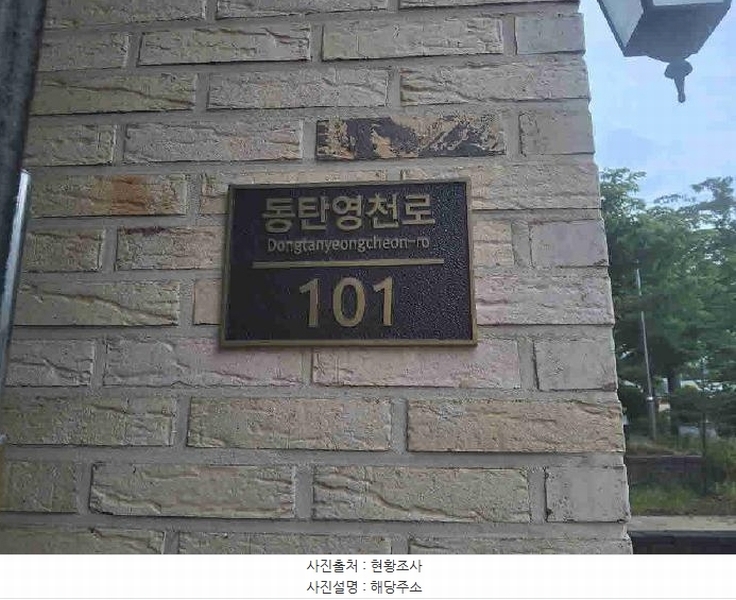 동탄영천로
Dongtanyeongcheon-ro
101
사진출처 : 현황조사
사진설명 : 해당주소